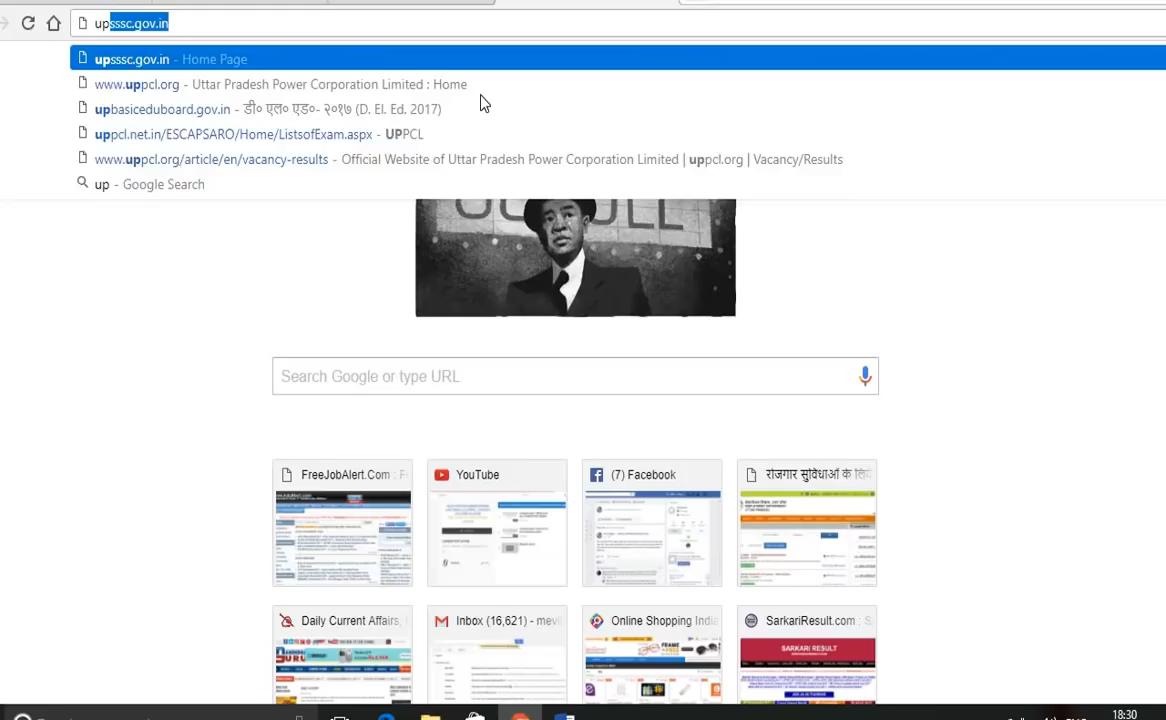 upsssc.gov.in
upsssc.gov.in - Home Page
www.uppcl.org - Uttar Pradesh Power Corporation Limited : Home
upbasiceduboard.gov.in - डी० एल० एड०- २०१७ (D. El. Ed. 2017)
uppcl.net.in/ESCAPSARO/Home/ListsofExam.aspx - UPPCL
www.uppcl.org/article/en/vacancy-results - Official Website of Uttar Pradesh Power Corporation Limited | uppcl.org | Vacancy/Results
up - Google Search
Search Google or type URL
FreeJobAlert.Com : F
YouTube
(7) Facebook
रोजगार सुविधाओं के लि
Daily Current Affairs,
Inbox (16,621) - mevi
Online Shopping India
SarkariResult.com : S
SARKARI RESULT
18:30